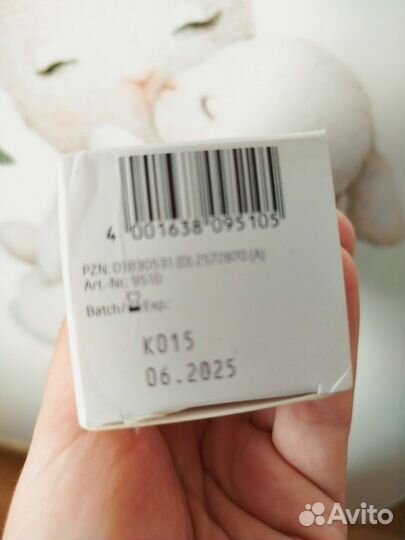 4 001638 095105
PZN: 01830531 (D) 2572870 (A)
Art.-Nr.: 9510
Batch/ Exp.:
K015
06.2025
Avito